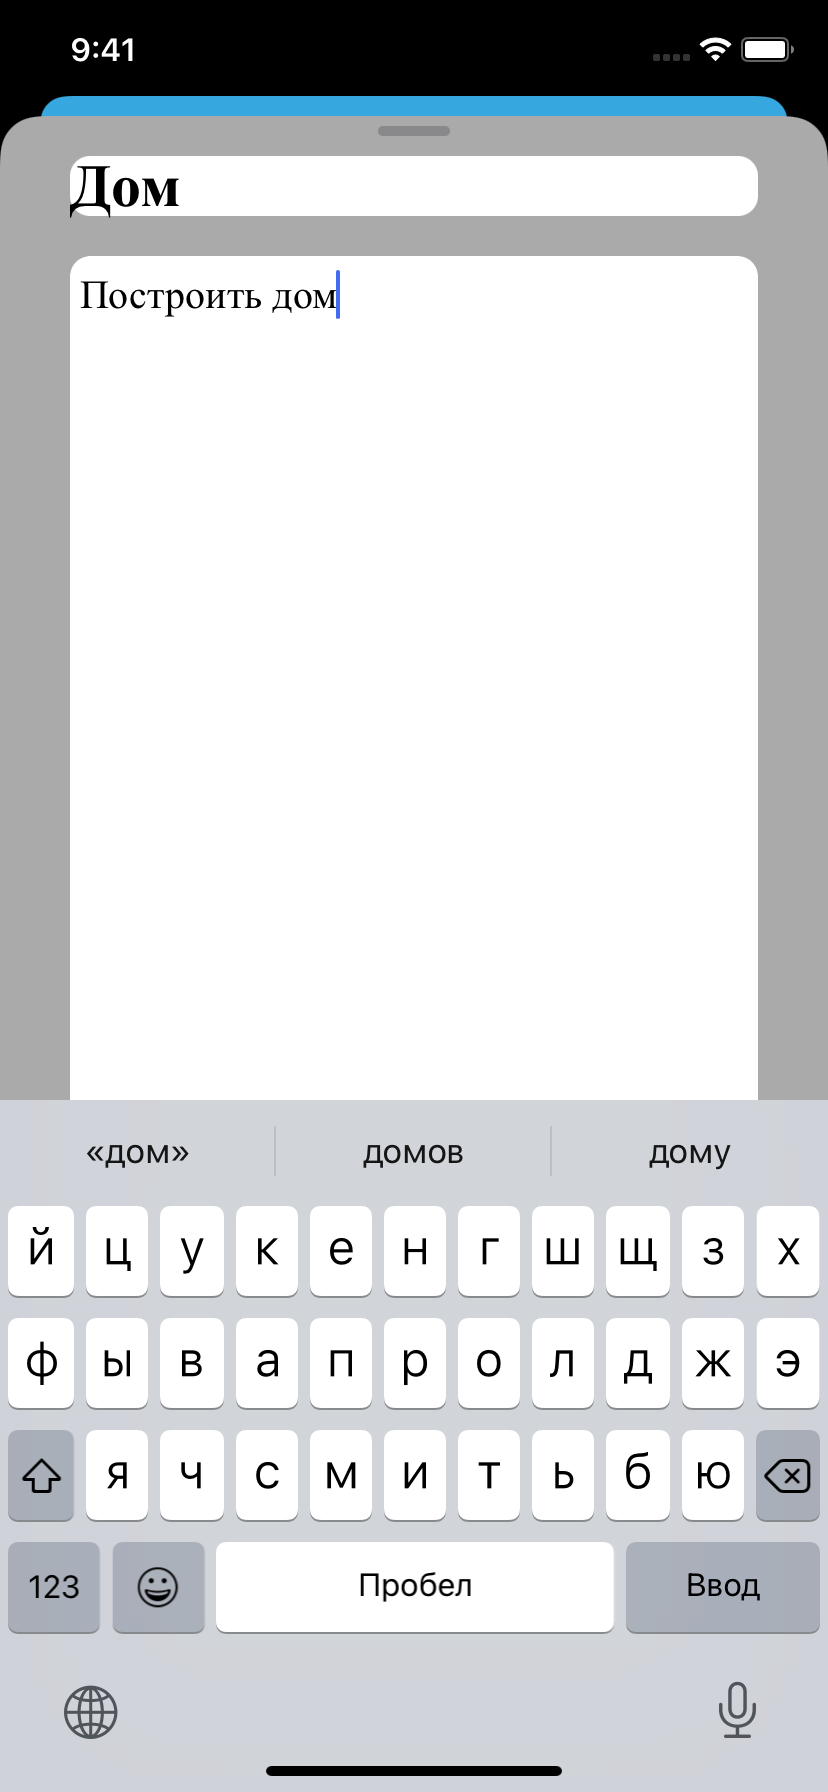 9:41
Дом
Построить дом
«дом» домов дому
й ц у к е н г ш щ з х
ф ы в а п р о л д ж э
я ч с м и т ь б ю
123 Пробел Ввод